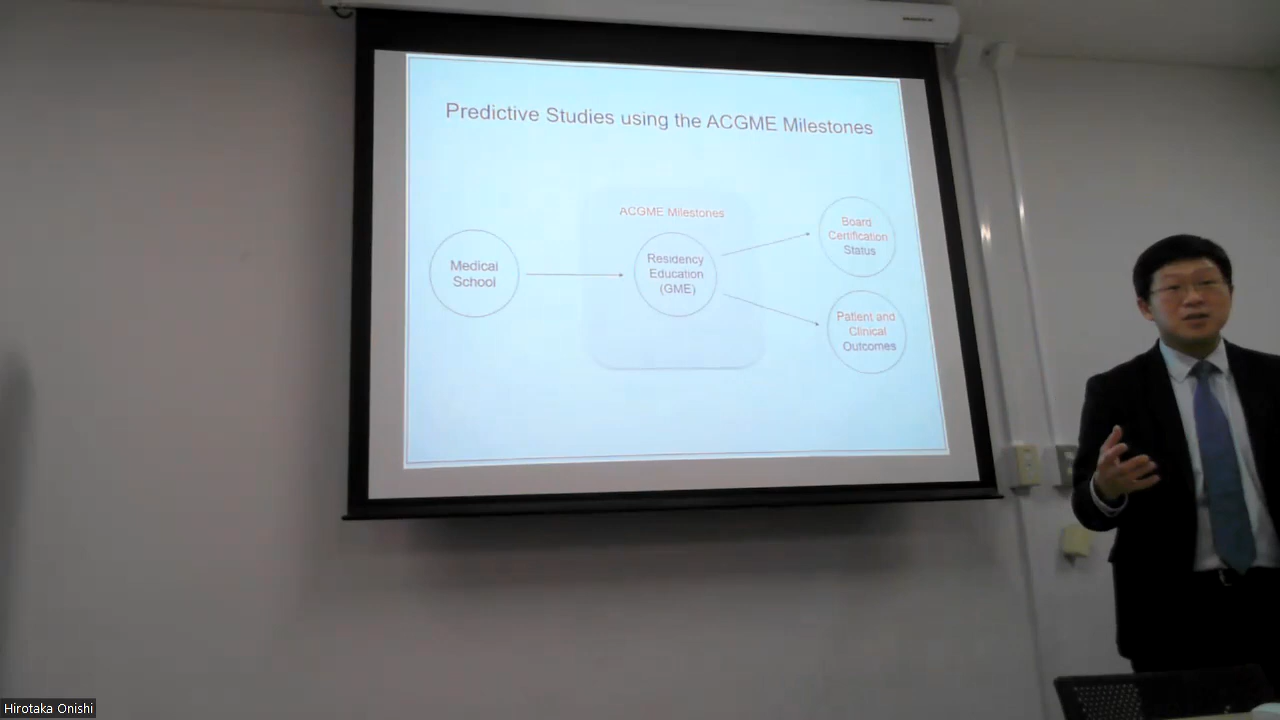 Predictive Studies using the ACGME Milestones
ACGME Milestones
Medical
School
Residency
Education
(GME)
Board
Certification
Status
Patient and
Clinical
Outcomes
Hirotaka Onishi